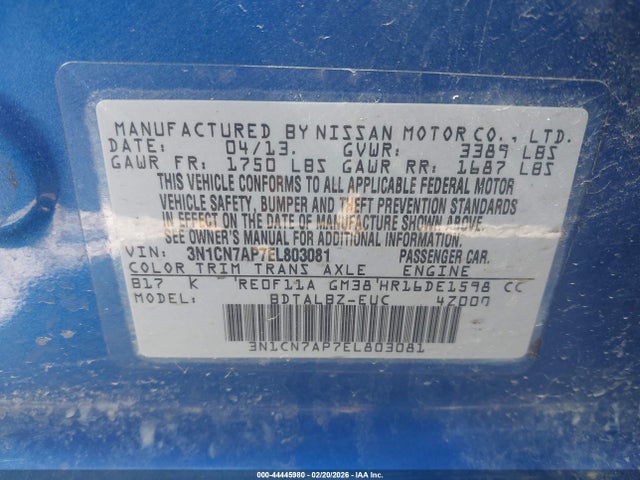 MANUFACTURED BY NISSAN MOTOR CO., LTD.
DATE: 04/13. GVWR: 3389 LBS
GAWR FR: 1750 LBS GAWR RR: 1687 LBS
THIS VEHICLE CONFORMS TO ALL APPLICABLE FEDERAL MOTOR
VEHICLE SAFETY, BUMPER AND THEFT PREVENTION STANDARDS
IN EFFECT ON THE DATE OF MANUFACTURE SHOWN ABOVE.
SEE OWNER'S MANUAL FOR ADDITIONAL INFORMATION
VIN: 3N1CN7AP7EL803081 PASSENGER CAR.
COLOR TRIM TRANS AXLE ENGINE
B17 K 'REOF11A GM38'HR16DE1598 CC
MODEL: BDTALBZ-EUC 4Z000
3N1CN7AP7EL803081
000-44445980 - 02/20/2026 - IAA Inc.